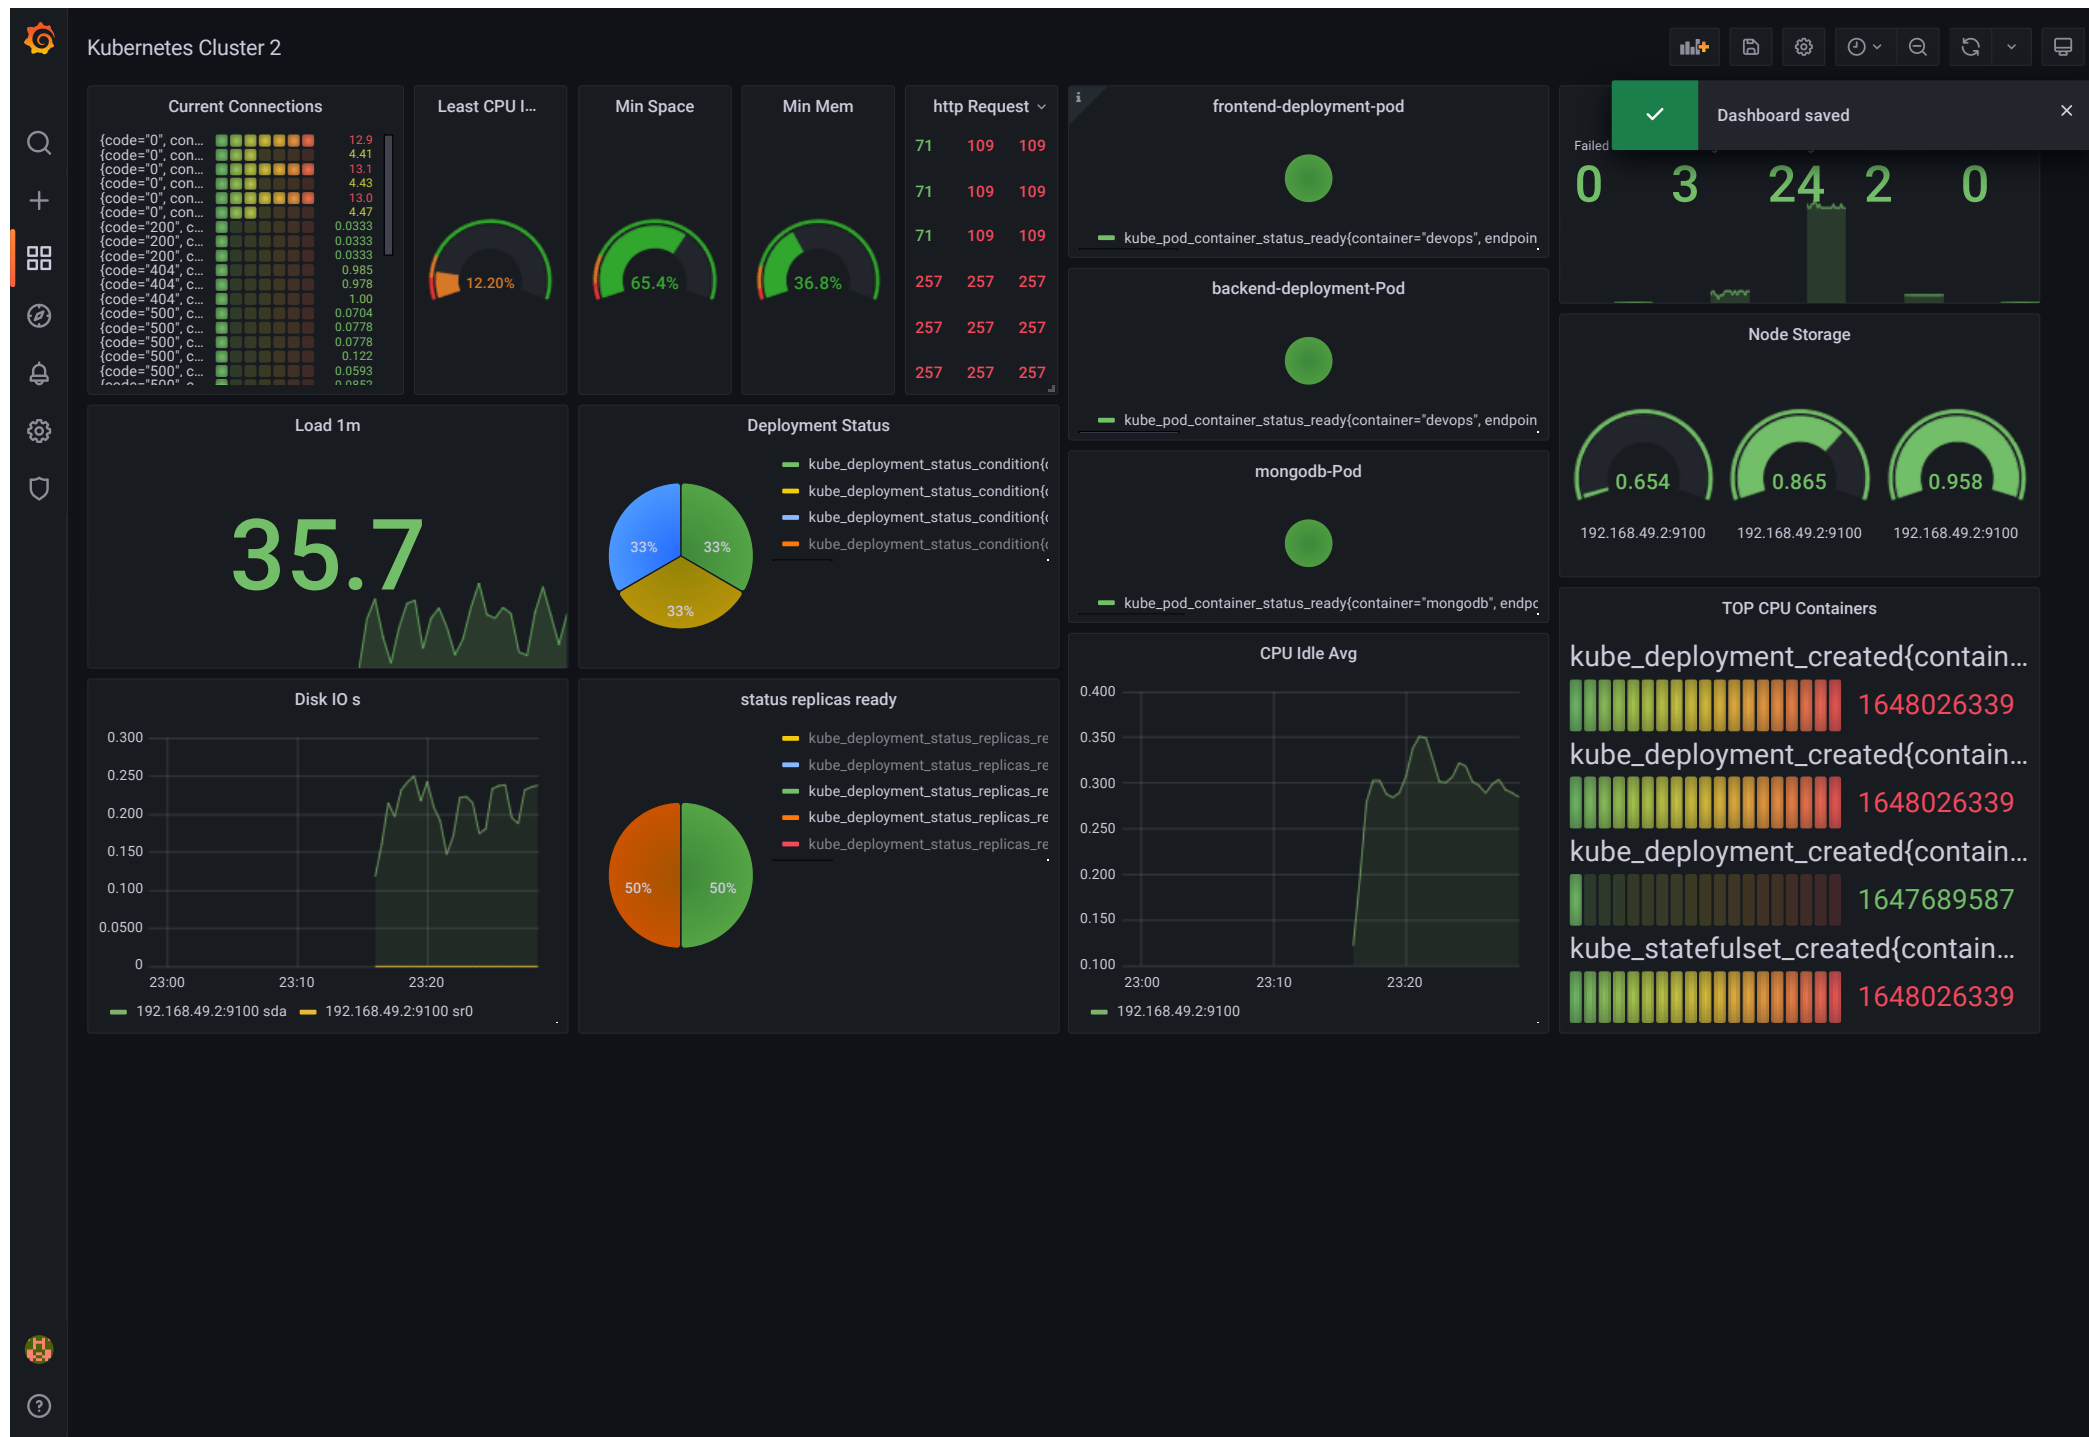 Kubernetes Cluster 2
Dashboard saved
Current Connections
{code="0", con... 12.9
{code="0", con... 4.41
{code="0", con... 13.1
{code="0", con... 4.43
{code="0", con... 13.0
{code="0", con... 4.47
{code="200", c... 0.0333
{code="200", c... 0.0333
{code="200", c... 0.0333
{code="404", c... 0.985
{code="404", c... 0.978
{code="404", c... 1.00
{code="500", c... 0.0704
{code="500", c... 0.0778
{code="500", c... 0.0778
{code="500", c... 0.122
{code="500", c... 0.0593
Least CPU I...
12.20%
Min Space
65.4%
Min Mem
36.8%
http Request
71 109 109
71 109 109
71 109 109
257 257 257
257 257 257
257 257 257
frontend-deployment-pod
kube_pod_container_status_ready{container="devops", endpoin
backend-deployment-Pod
kube_pod_container_status_ready{container="devops", endpoin
mongodb-Pod
kube_pod_container_status_ready{container="mongodb", endpo
Failed
0 3 24 2 0
Node Storage
0.654 0.865 0.958
192.168.49.2:9100 192.168.49.2:9100 192.168.49.2:9100
Load 1m
35.7
Deployment Status
33% 33%
33%
kube_deployment_status_condition{
kube_deployment_status_condition{
kube_deployment_status_condition{
kube_deployment_status_condition{
TOP CPU Containers
kube_deployment_created{contain...
1648026339
kube_deployment_created{contain...
1648026339
kube_deployment_created{contain...
1647689587
kube_statefulset_created{contain...
1648026339
Disk IO s
0.300
0.250
0.200
0.150
0.100
0.0500
0
23:00 23:10 23:20
192.168.49.2:9100 sda 192.168.49.2:9100 sr0
status replicas ready
50% 50%
kube_deployment_status_replicas_re
kube_deployment_status_replicas_re
kube_deployment_status_replicas_re
kube_deployment_status_replicas_re
kube_deployment_status_replicas_re
CPU Idle Avg
0.400
0.350
0.300
0.250
0.200
0.150
0.100
23:00 23:10 23:20
192.168.49.2:9100